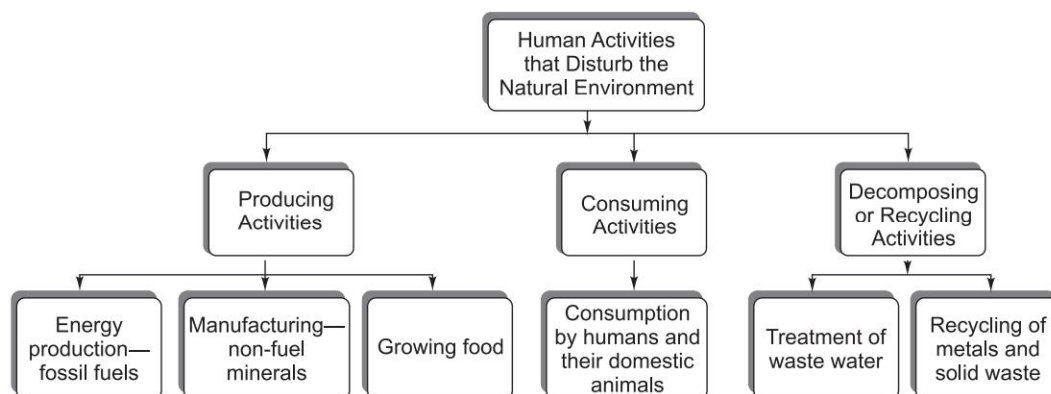 Human Activities
that Disturb the
Natural Environment
Producing
Activities
Consuming
Activities
Decomposing
or Recycling
Activities
Energy
production—
fossil fuels
Manufacturing—
non-fuel
minerals
Growing food
Consumption
by humans and
their domestic
animals
Treatment of
waste water
Recycling of
metals and
solid waste